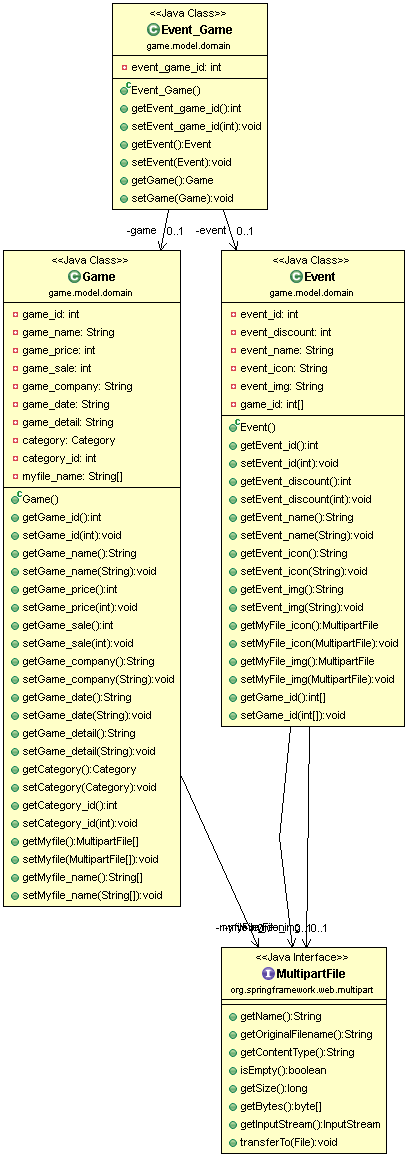 <<Java Class>>
Event_Game
game.model.domain
event_game_id: int
Event_Game()
getEvent_game_id():int
setEvent_game_id(int):void
getEvent():Event
setEvent(Event):void
getGame():Game
setGame(Game):void
-game 0..1
-event 0..1
<<Java Class>>
Game
game.model.domain
game_id: int
game_name: String
game_price: int
game_sale: int
game_company: String
game_date: String
game_detail: String
category: Category
category_id: int
myfile_name: String[]
Game()
getGame_id():int
setGame_id(int):void
getGame_name():String
setGame_name(String):void
getGame_price():int
setGame_price(int):void
getGame_sale():int
setGame_sale(int):void
getGame_company():String
setGame_company(String):void
getGame_date():String
setGame_date(String):void
getGame_detail():String
setGame_detail(String):void
getCategory():Category
setCategory(Category):void
getCategory_id():int
setCategory_id(int):void
getMyfile():MultipartFile[]
setMyfile(MultipartFile[]):void
getMyfile_name():String[]
setMyfile_name(String[]):void
<<Java Class>>
Event
game.model.domain
event_id: int
event_discount: int
event_name: String
event_icon: String
event_img: String
game_id: int[]
Event()
getEvent_id():int
setEvent_id(int):void
getEvent_discount():int
setEvent_discount(int):void
getEvent_name():String
setEvent_name(String):void
getEvent_icon():String
setEvent_icon(String):void
getEvent_img():String
setEvent_img(String):void
getMyFile_icon():MultipartFile
setMyFile_icon(MultipartFile):void
getMyFile_img():MultipartFile
setMyFile_img(MultipartFile):void
getGame_id():int[]
setGame_id(int[]):void
0..1
<<Java Interface>>
MultipartFile
org.springframework.web.multipart
getName():String
getOriginalFilename():String
getContentType():String
isEmpty():boolean
getSize():long
getBytes():byte[]
getInputStream():InputStream
transferTo(File):void